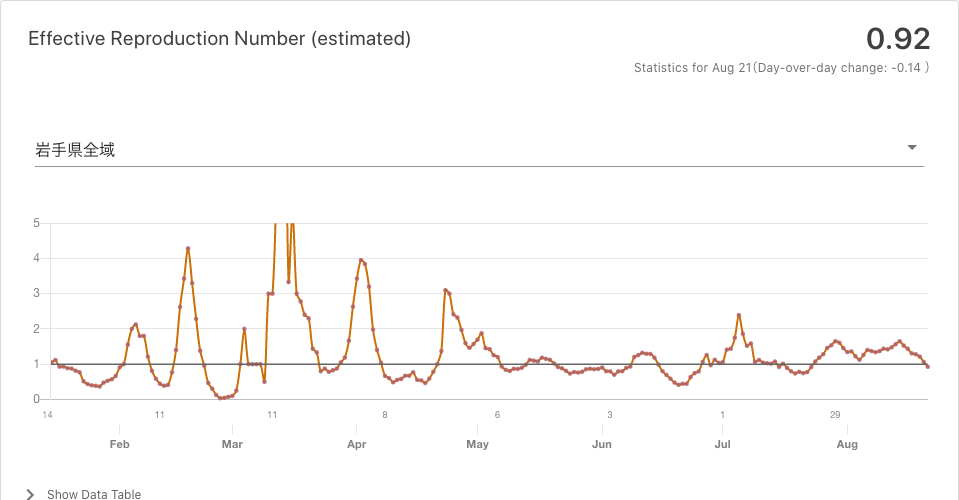 Effective Reproduction Number (estimated)
0.92
Statistics for Aug 21(Day-over-day change: -0.14 )
岩手県全域
5
4
3
2
1
0
14 11 11 8 6 3 1 29
Feb Mar Apr May Jun Jul Aug
Show Data Table